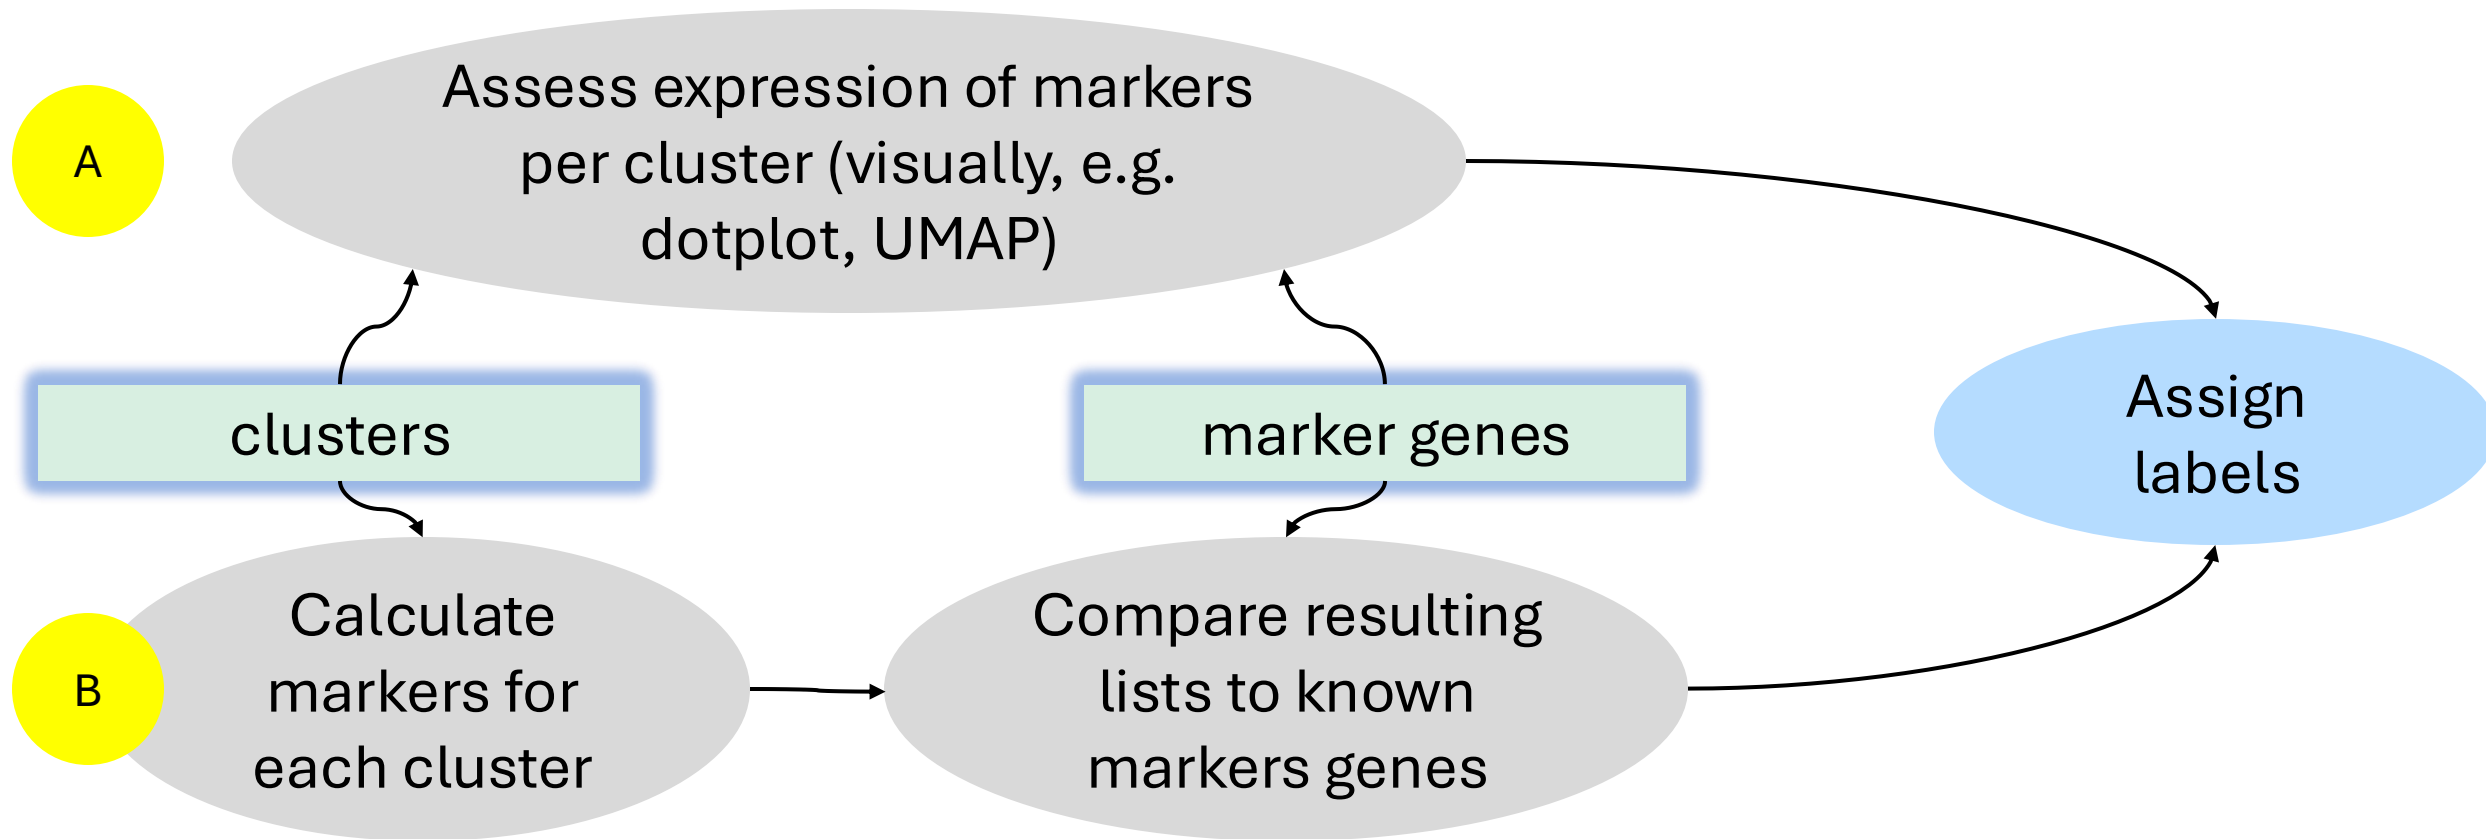 A
Assess expression of markers
per cluster (visually, e.g.
dotplot, UMAP)
clusters
marker genes
Assign
labels
B
Calculate
markers for
each cluster
Compare resulting
lists to known
markers genes